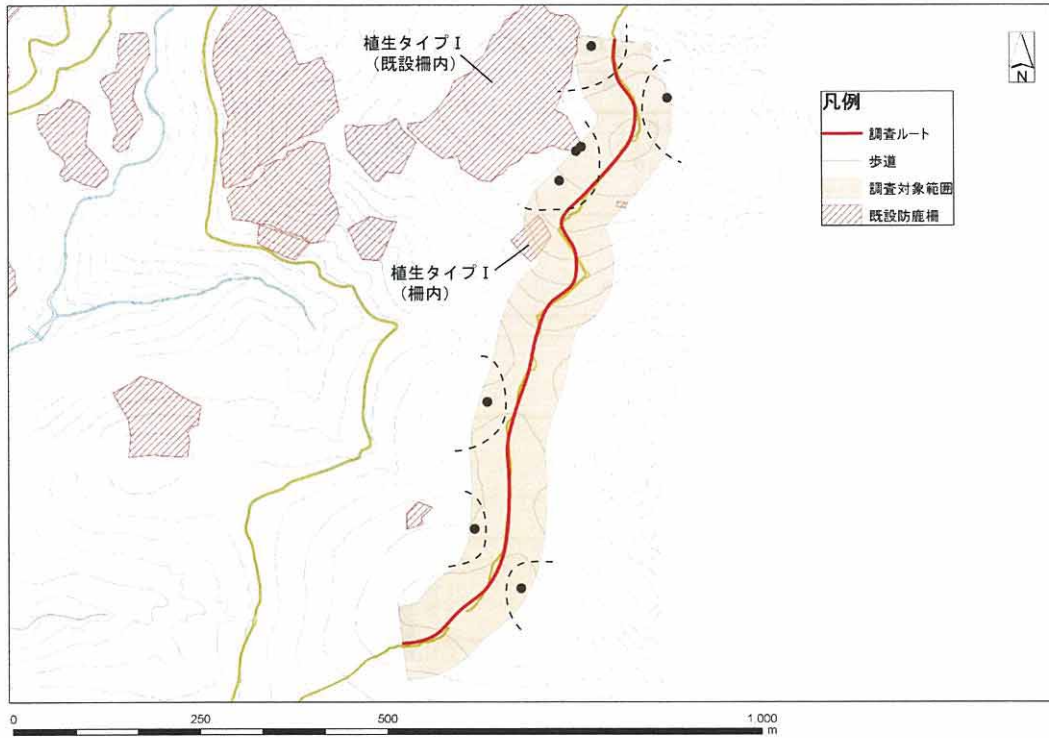 植生タイプⅠ
（既設柵内）
N
凡例
調査ルート
歩道
調査対象範囲
既設防鹿柵
植生タイプⅠ
（柵内）
0 250 500 1,000
m